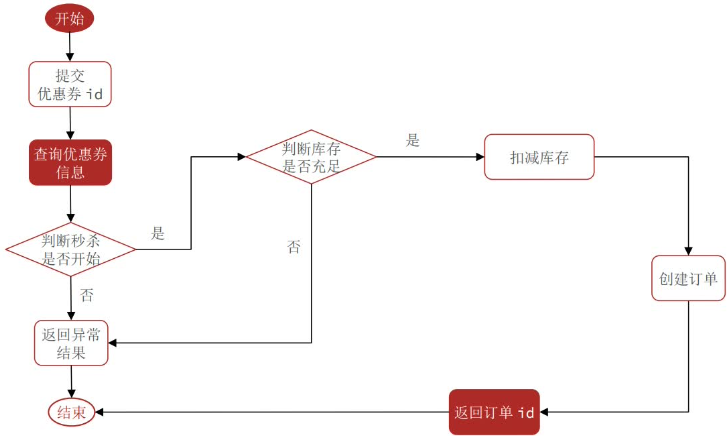 开始
提交
优惠券 id
查询优惠券
信息
判断秒杀
是否开始
是
否
判断库存
是否充足
是
否
扣减库存
创建订单
返回异常
结果
返回订单 id
结束